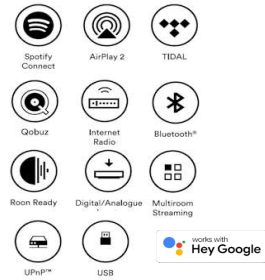 Spotify
Connect
AirPlay 2
TIDAL
Qobuz
Internet
Radio
Bluetooth®
Roon Ready
Digital/Analogue
Multiroom
Streaming
UPnP™
USB
works with
Hey Google